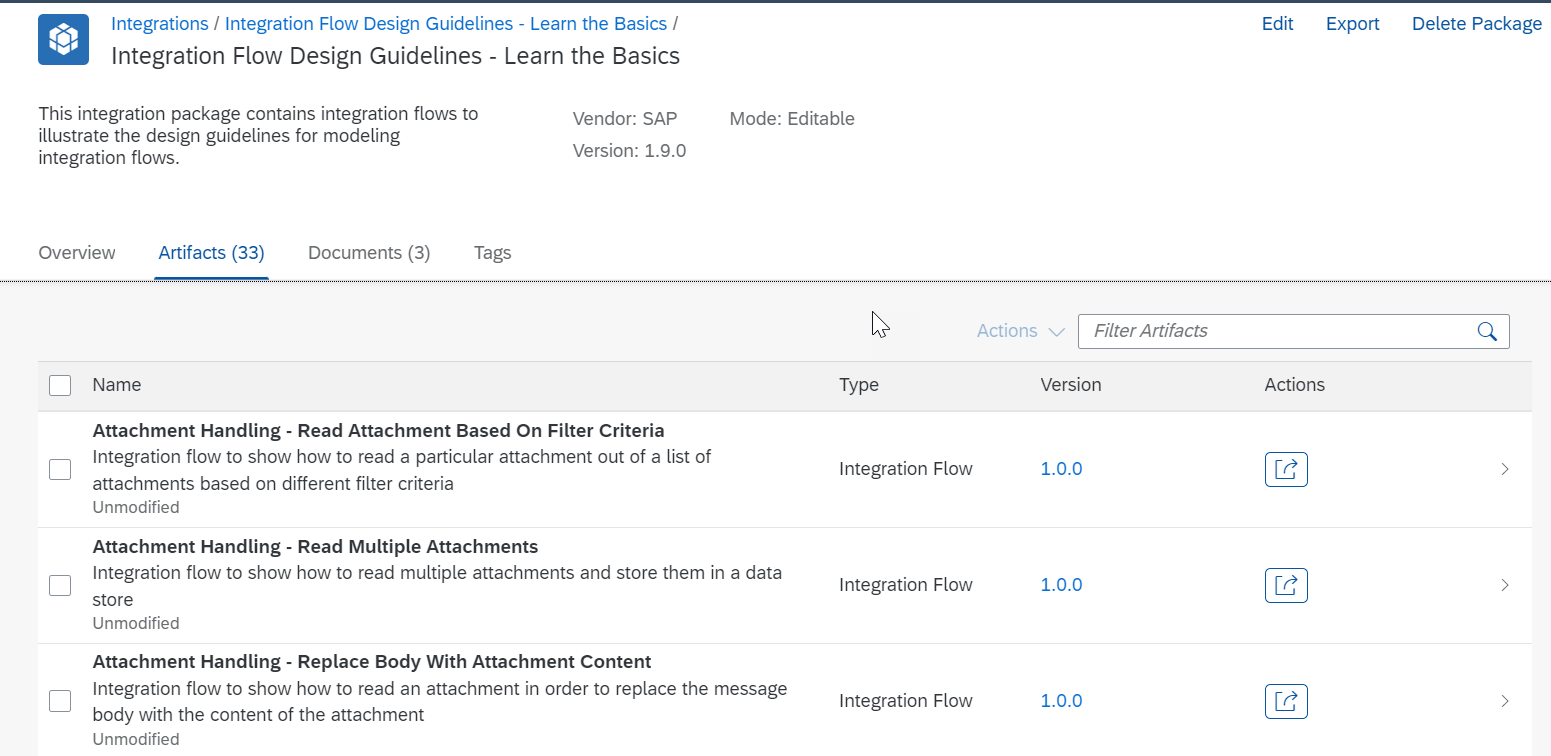 Integrations / Integration Flow Design Guidelines - Learn the Basics /
Edit Export Delete Package
Integration Flow Design Guidelines - Learn the Basics
This integration package contains integration flows to
illustrate the design guidelines for modeling
integration flows.
Vendor: SAP Mode: Editable
Version: 1.9.0
Overview Artifacts (33) Documents (3) Tags
Actions Filter Artifacts
Name Type Version Actions
Attachment Handling - Read Attachment Based On Filter Criteria
Integration flow to show how to read a particular attachment out of a list of
attachments based on different filter criteria
Unmodified
Integration Flow 1.0.0
Attachment Handling - Read Multiple Attachments
Integration flow to show how to read multiple attachments and store them in a data
store
Unmodified
Integration Flow 1.0.0
Attachment Handling - Replace Body With Attachment Content
Integration flow to show how to read an attachment in order to replace the message
body with the content of the attachment
Unmodified
Integration Flow 1.0.0